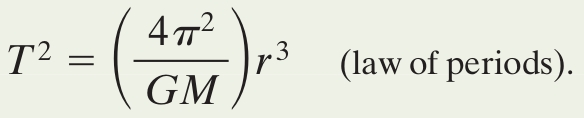 T² = (4π²/GM) r³ (law of periods).